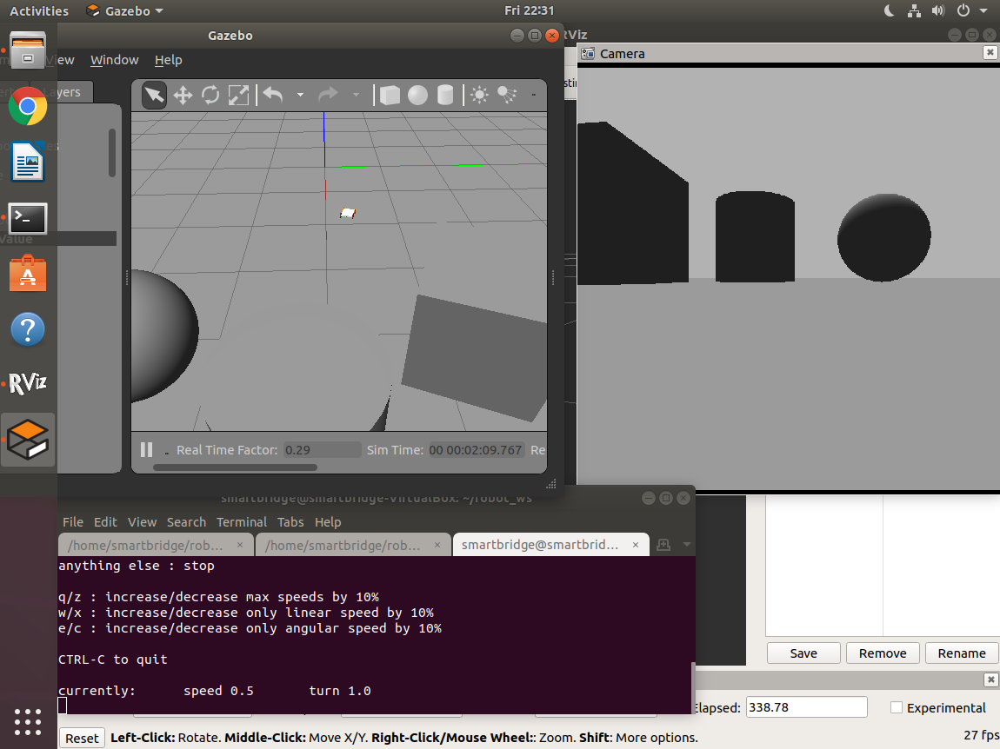 Activities Gazebo Fri 22:31
Gazebo
RViz
Camera
View Window Help
Layers
Value
Real Time Factor: 0.29 Sim Time: 00 00:02:09.767 Re
RViz
smartbridge@smartbridge-VirtualBox: ~/robot_ws
File Edit View Search Terminal Tabs Help
/home/smartbridge/rob... × /home/smartbridge/rob... × smartbridge@smartbrid... ×
anything else : stop
q/z : increase/decrease max speeds by 10%
w/x : increase/decrease only linear speed by 10%
e/c : increase/decrease only angular speed by 10%
CTRL-C to quit
currently: speed 0.5 turn 1.0
Save Remove Rename
Elapsed: 338.78 Experimental
Reset Left-Click: Rotate. Middle-Click: Move X/Y. Right-Click/Mouse Wheel:: Zoom. Shift: More options. 27 fps